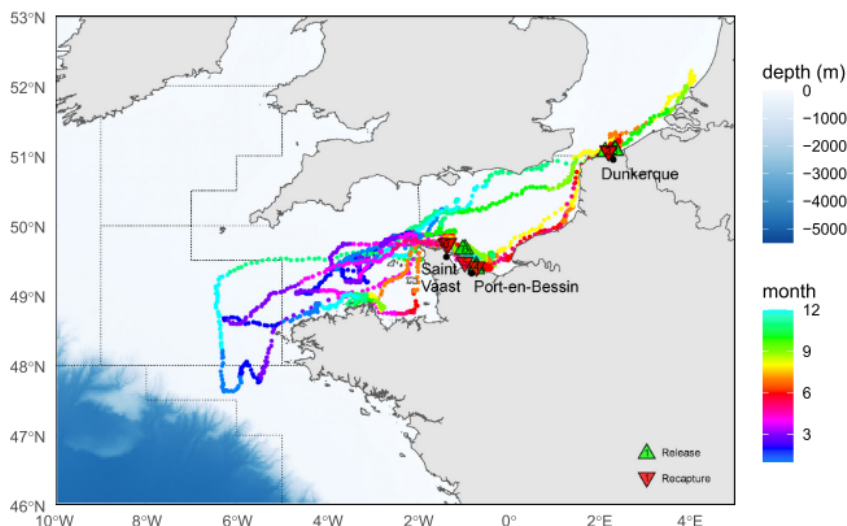 53°N
52°N
51°N
50°N
49°N
48°N
47°N
46°N
10°W 8°W 6°W 4°W 2°W 0° 2°E 4°E
Dunkerque
Saint
Vaast
Port-en-Bessin
Release
Recapture
depth (m)
0
−1000
−2000
−3000
−4000
−5000
month
12
9
6
3